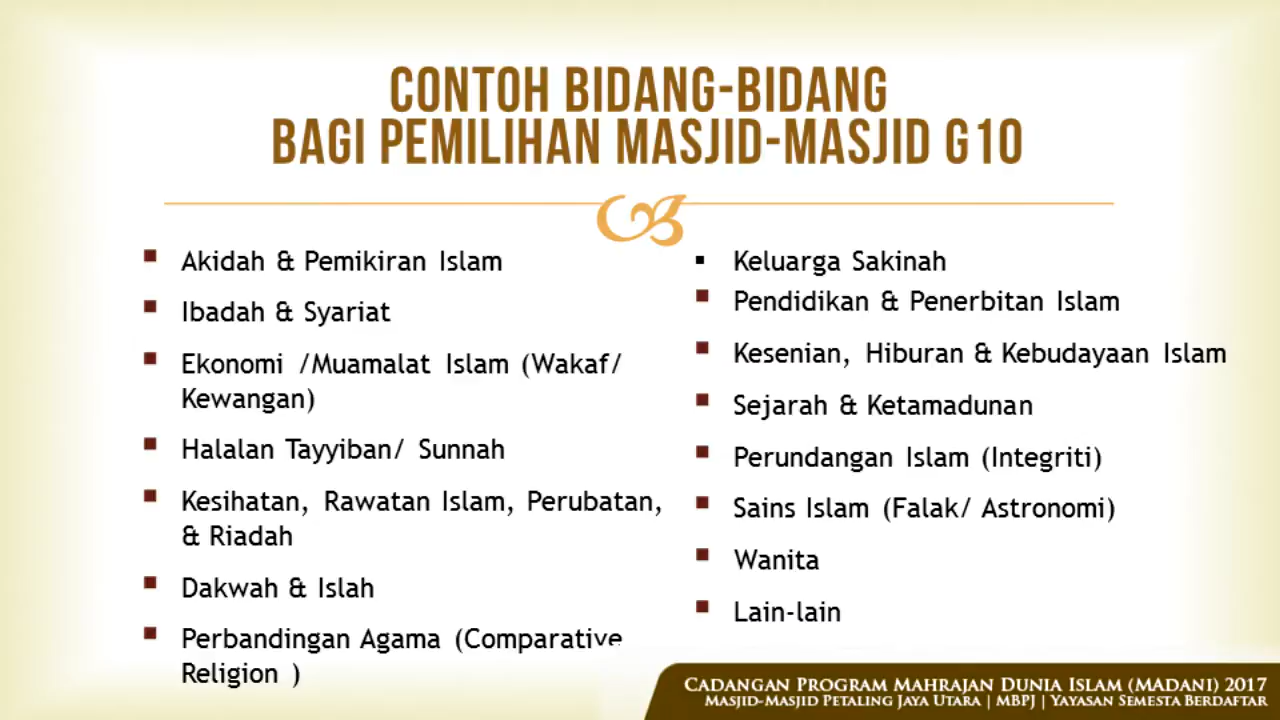 CONTOH BIDANG-BIDANG
BAGI PEMILIHAN MASJID-MASJID G10
Akidah & Pemikiran Islam
Ibadah & Syariat
Ekonomi /Muamalat Islam (Wakaf/
Kewangan)
Halalan Tayyiban/ Sunnah
Kesihatan, Rawatan Islam, Perubatan,
& Riadah
Dakwah & Islah
Perbandingan Agama (Comparative
Religion )
Keluarga Sakinah
Pendidikan & Penerbitan Islam
Kesenian, Hiburan & Kebudayaan Islam
Sejarah & Ketamadunan
Perundangan Islam (Integriti)
Sains Islam (Falak/ Astronomi)
Wanita
Lain-lain
CADANGAN PROGRAM MAHRAJAN DUNIA ISLAM (MADANI) 2017
MASJID-MASJID PETALING JAYA UTARA | MBPJ | YAYASAN SEMESTA BERDAFTAR